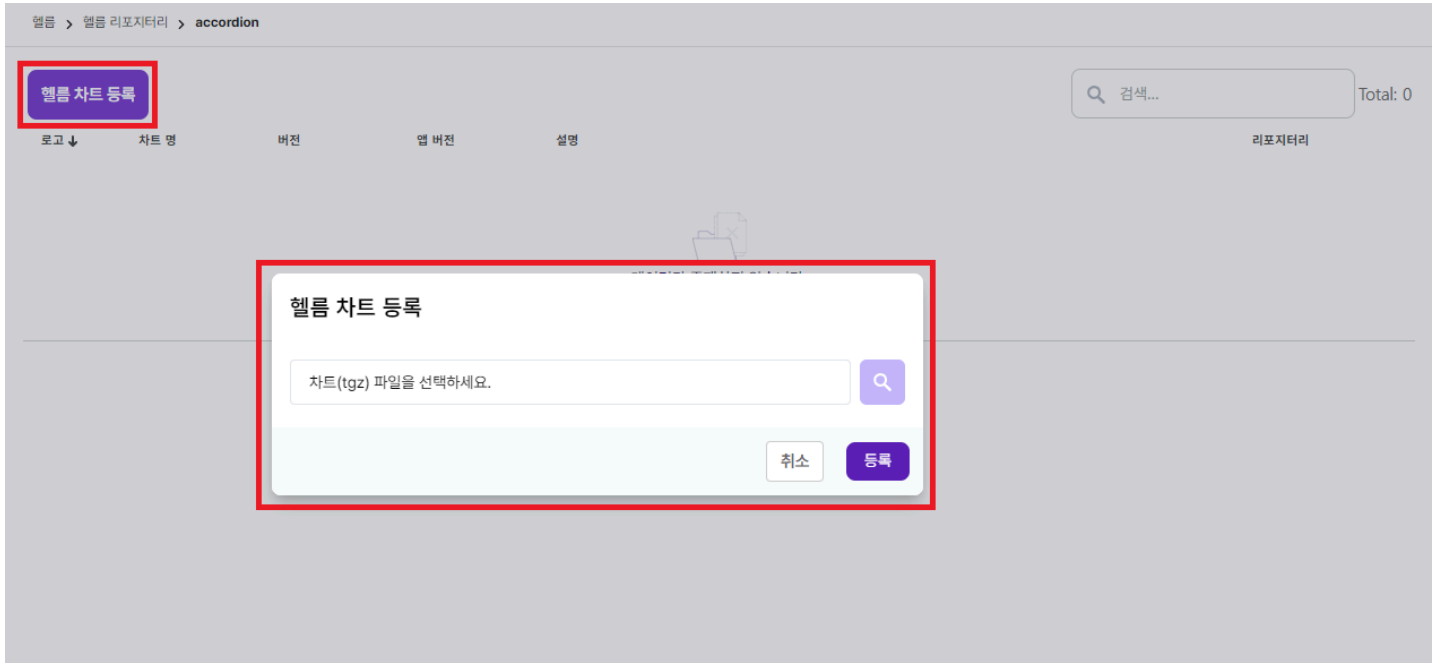 헬름 > 헬름 리포지터리 > accordion
헬름 차트 등록
검색...
Total: 0
로고 차트 명 버전 앱 버전 설명 리포지터리
헬름 차트 등록
차트(tgz) 파일을 선택하세요.
취소 등록